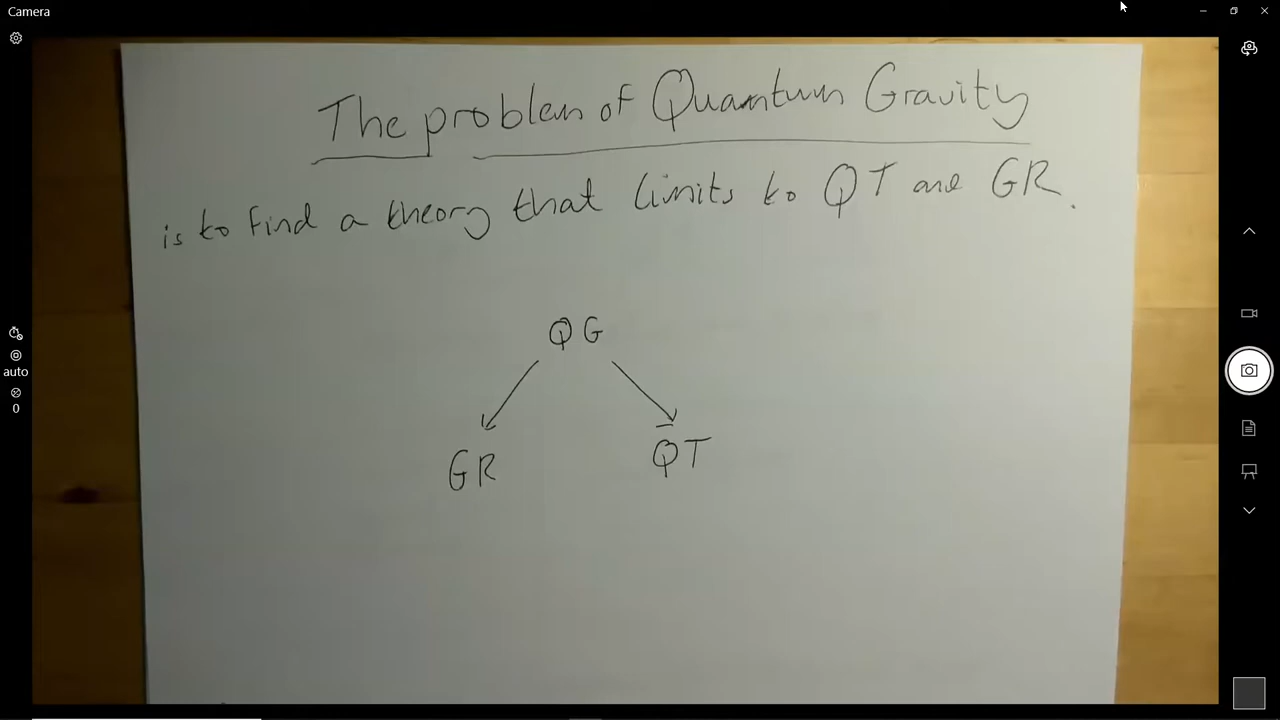 Camera
The problem of Quantum Gravity
is to find a theory that limits to QT and GR.
QG
GR QT
auto
0